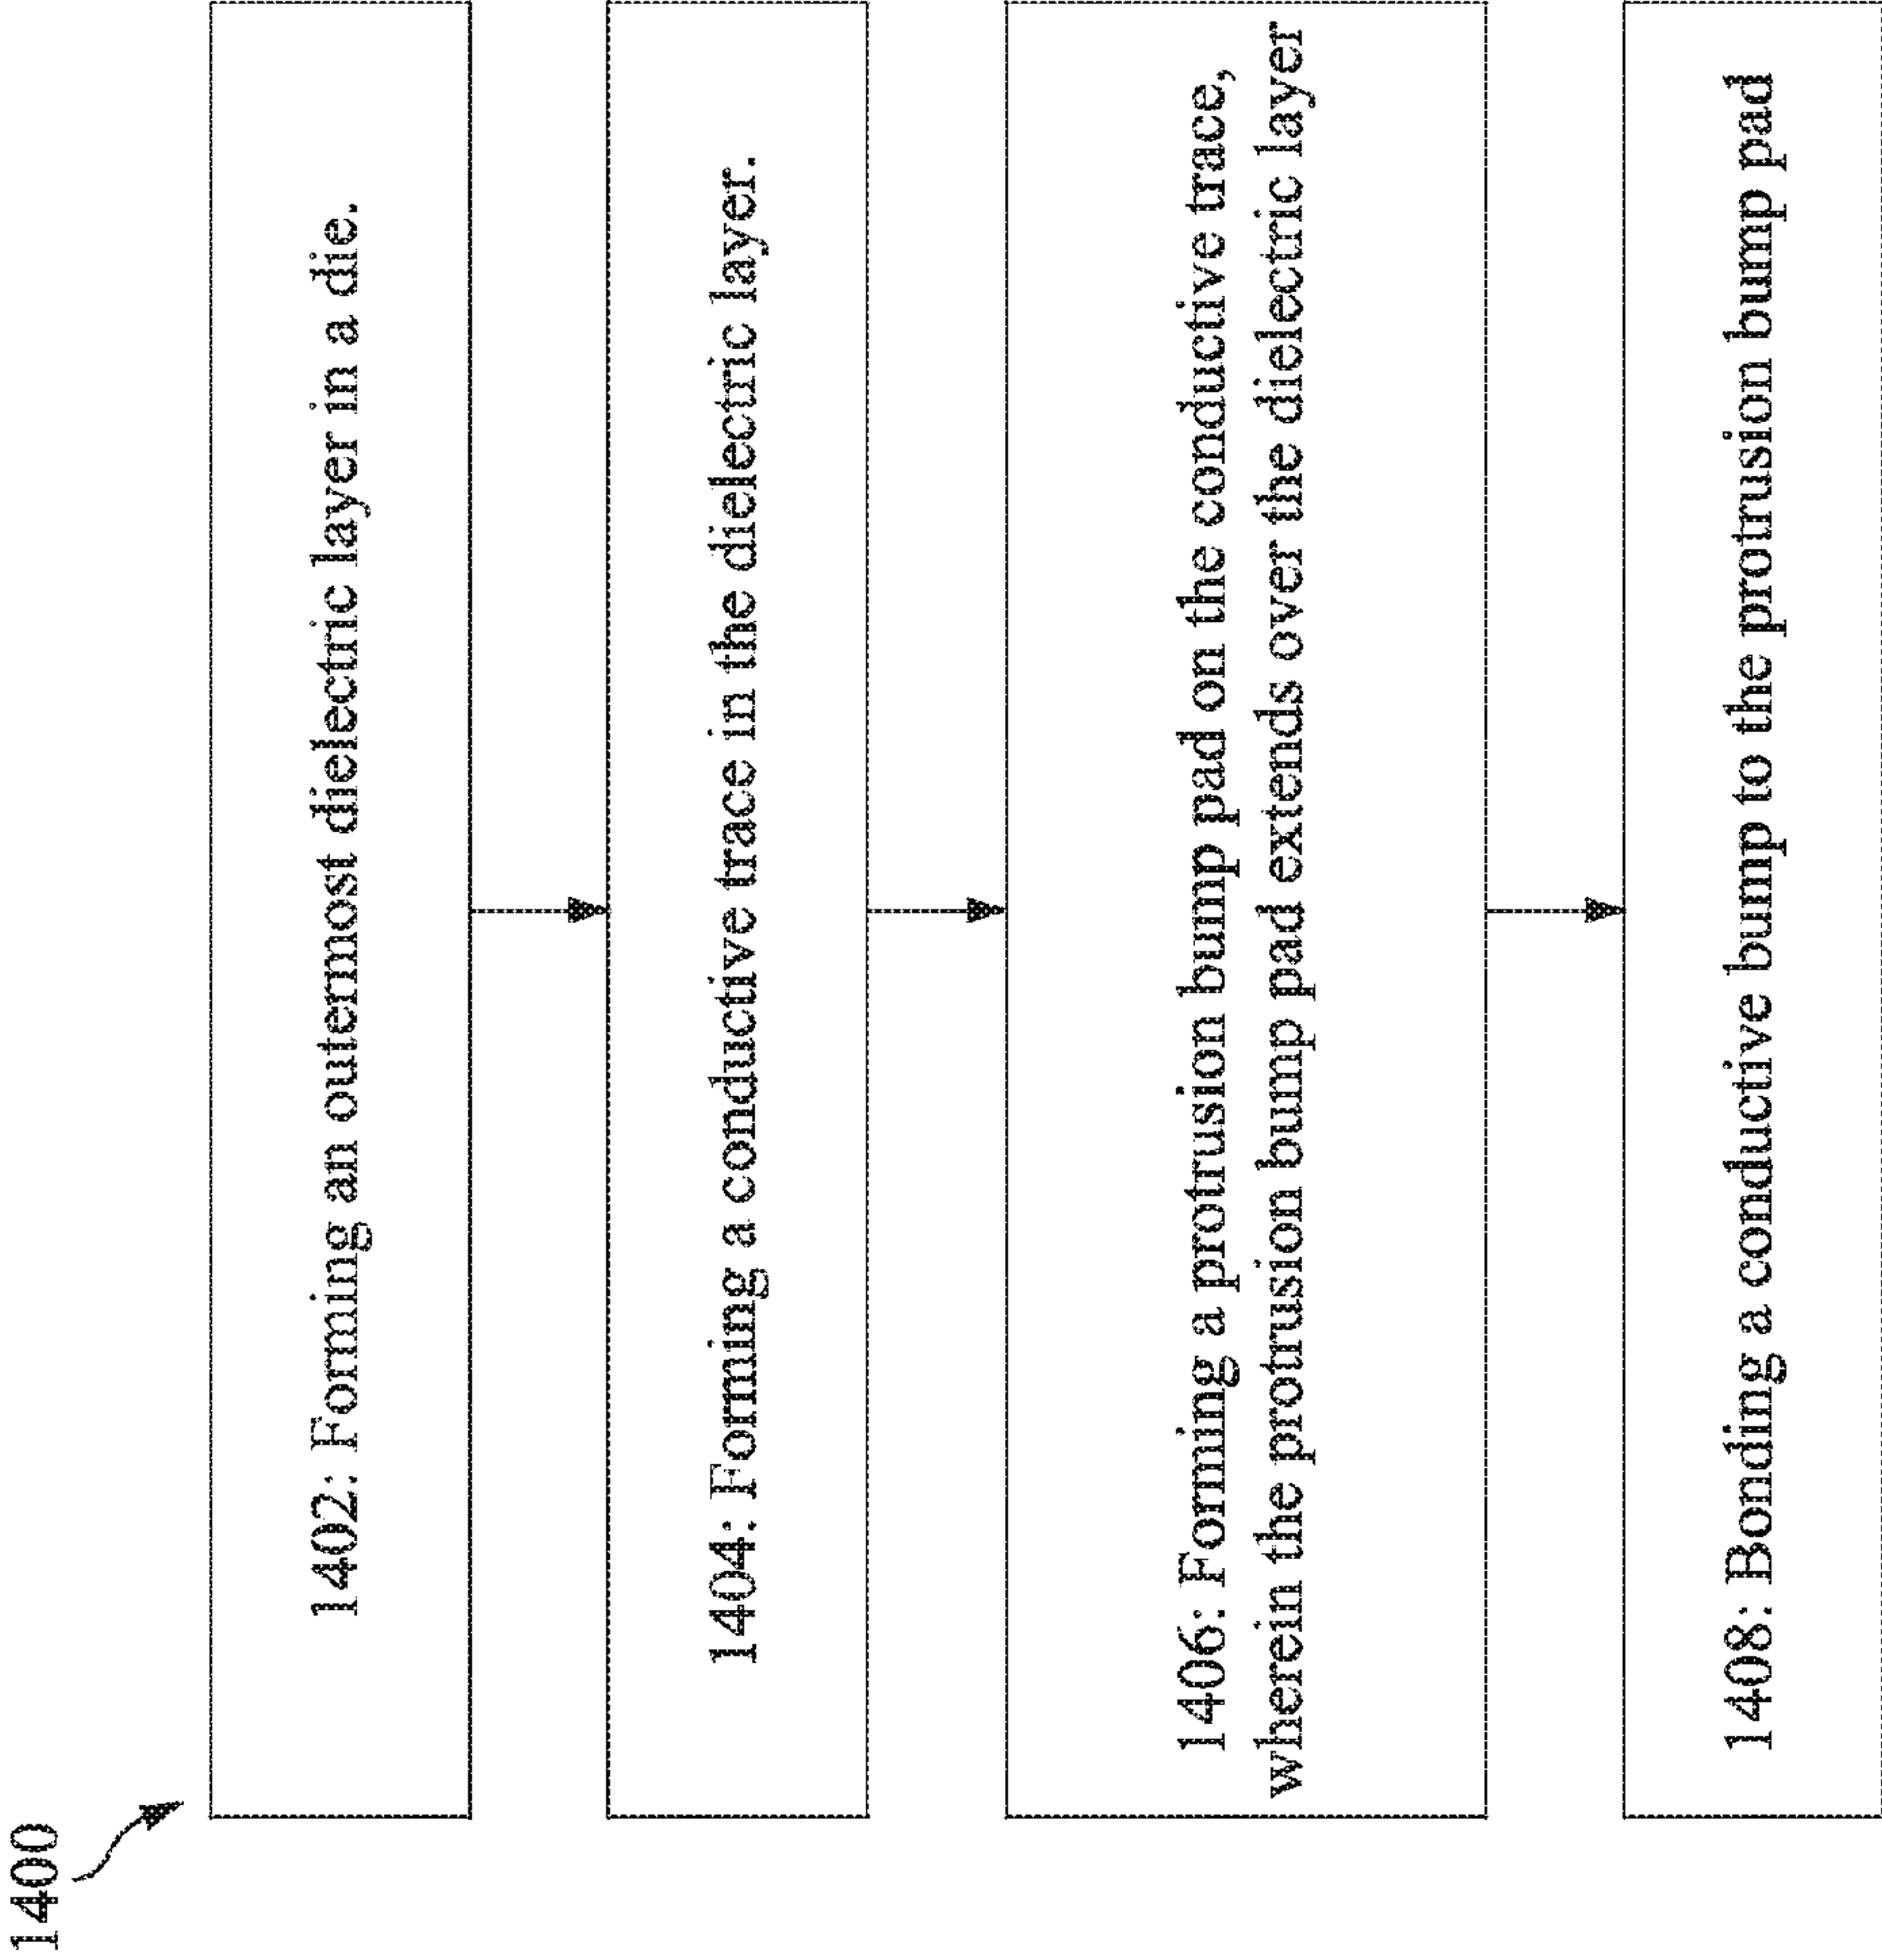 1400
1402: Forming an outermost dielectric layer in a die.
1404: Forming a conductive trace in the dielectric layer.
1406: Forming a protrusion bump pad on the conductive trace,
wherein the protrusion bump pad extends over the dielectric layer
1408: Bonding a conductive bump to the protrusion bump pad